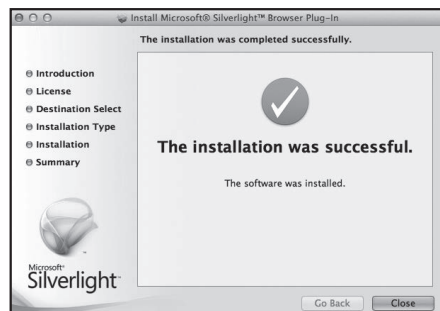 Install Microsoft® Silverlight™ Browser Plug-In
The installation was completed successfully.
Introduction
License
Destination Select
Installation Type
Installation
Summary
The installation was successful.
The software was installed.
Microsoft®
Silverlight™
Go Back
Close